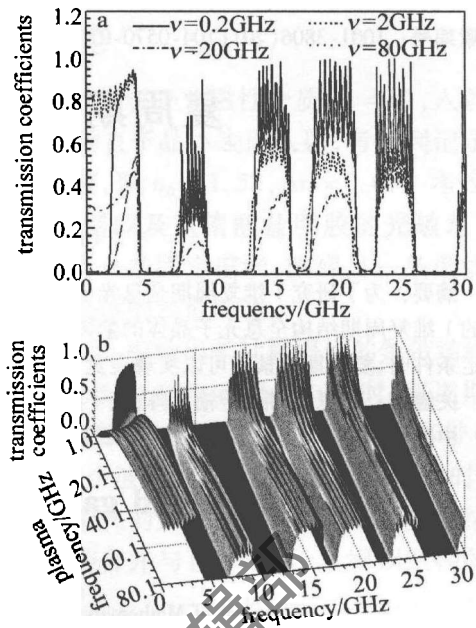 a
ν=0.2GHz ν=2GHz
ν=20GHz ν=80GHz
transmission coefficients
1.2
1.0
0.8
0.6
0.4
0.2
0.0
0 5 10 15 20 25 30
frequency/GHz
b
transmission
coefficients
1.0
0.5
0.0
plasma
frequency/GHz
1.0
20.1
40.1
60.1
80.1
0 5 10 15 20 25 30
frequency/GHz
辑部